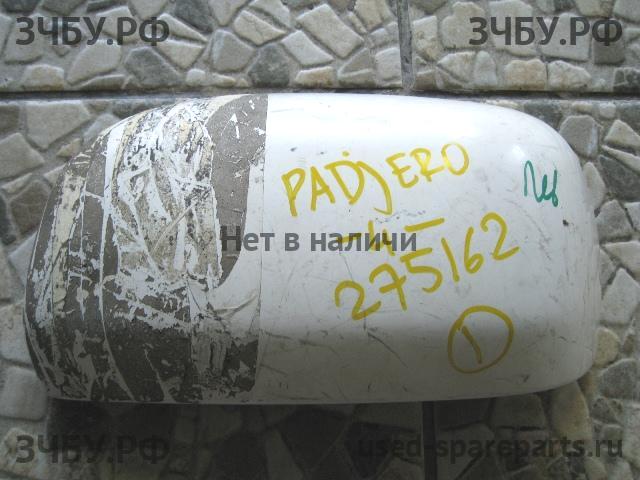 ЗЧБУ.РФ ЗЧБУ.РФ
PADJERO
лев
-4-
Нет в наличи
275162
1
ЗЧБУ.РФ used-spareparts.ru